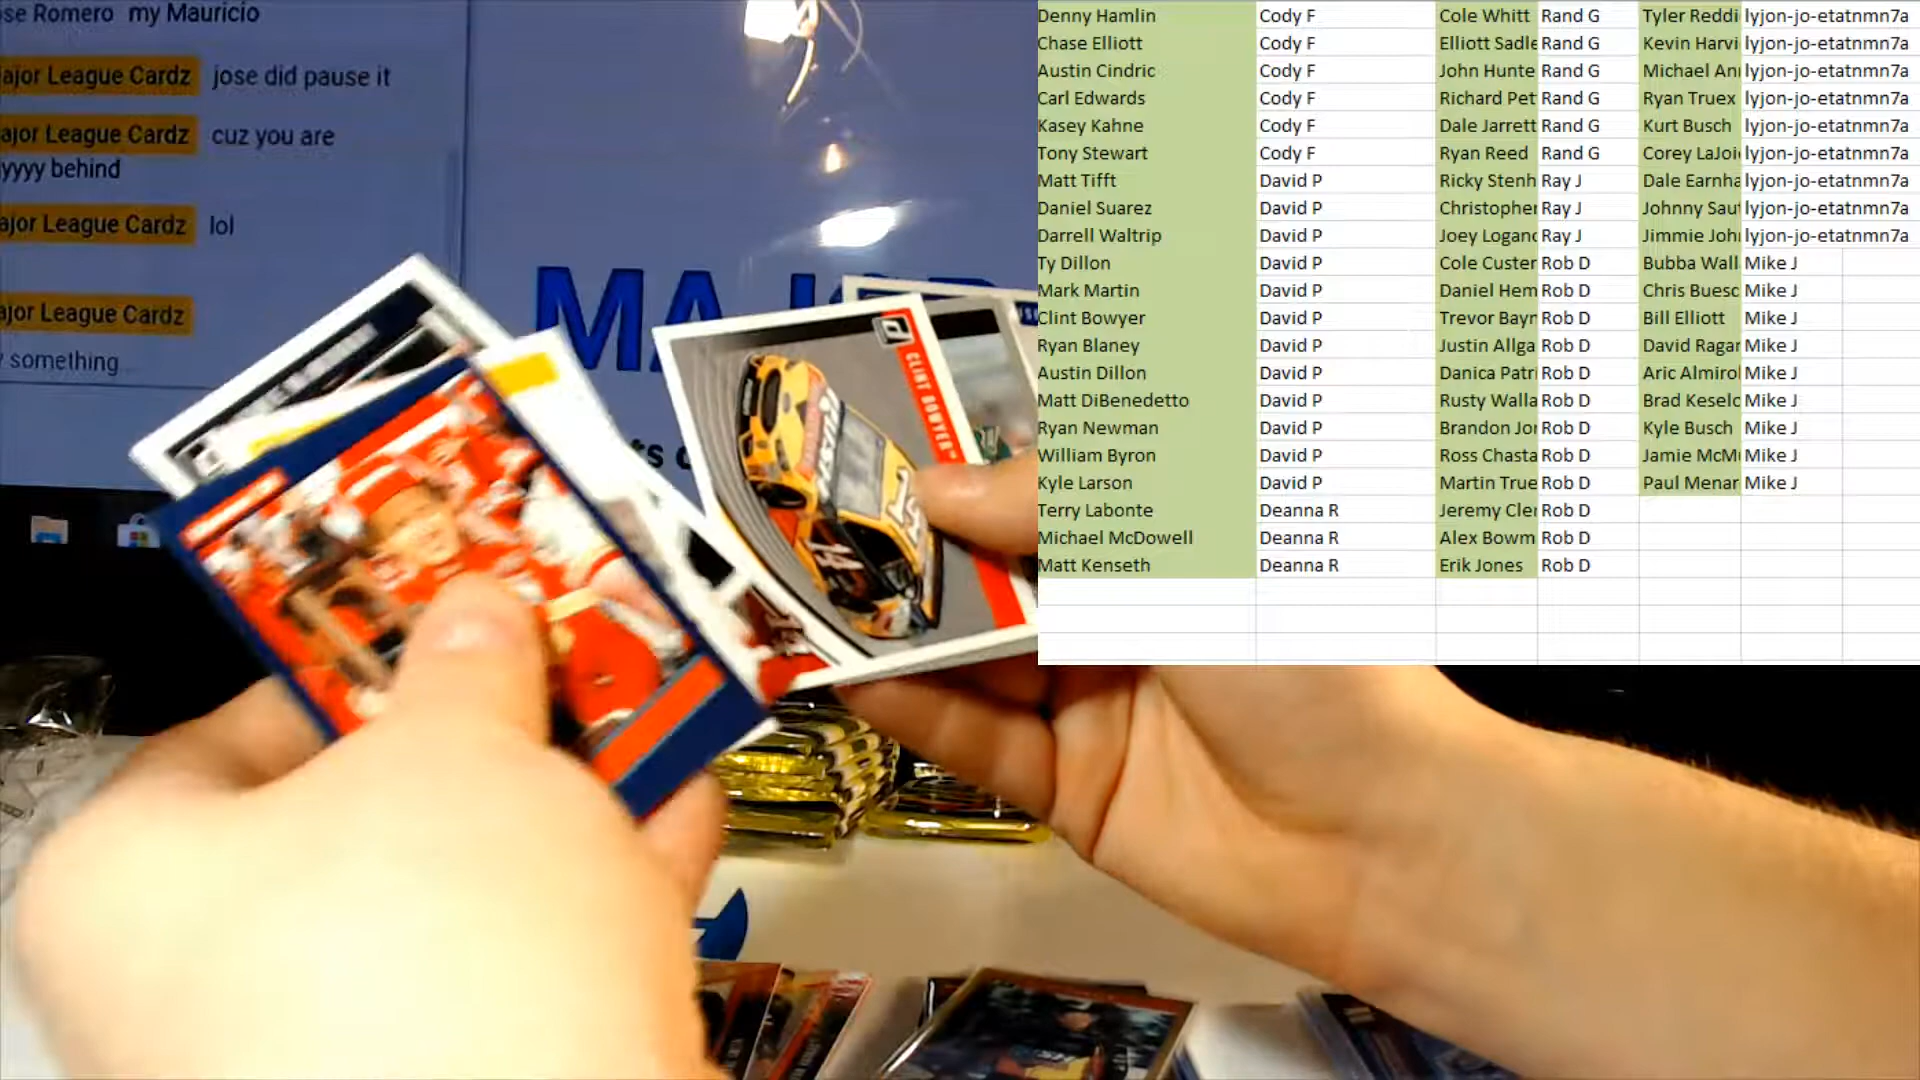 se Romero my Mauricio
ajor League Cardz jose did pause it
ajor League Cardz cuz you are
yyyy behind
ajor League Cardz lol
ajor League Cardz
something
MAJOR
ts
CLINT BOWYER
14
Denny Hamlin Cody F Cole Whitt Rand G Tyler Reddi lyjon-jo-etatnmn7a
Chase Elliott Cody F Elliott Sadle Rand G Kevin Harvi lyjon-jo-etatnmn7a
Austin Cindric Cody F John Hunte Rand G Michael An lyjon-jo-etatnmn7a
Carl Edwards Cody F Richard Pet Rand G Ryan Truex lyjon-jo-etatnmn7a
Kasey Kahne Cody F Dale Jarrett Rand G Kurt Busch lyjon-jo-etatnmn7a
Tony Stewart Cody F Ryan Reed Rand G Corey LaJoi lyjon-jo-etatnmn7a
Matt Tifft David P Ricky Stenh Ray J Dale Earnha lyjon-jo-etatnmn7a
Daniel Suarez David P Christopher Ray J Johnny Saut lyjon-jo-etatnmn7a
Darrell Waltrip David P Joey Logano Ray J Jimmie John lyjon-jo-etatnmn7a
Ty Dillon David P Cole Custer Rob D Bubba Wall Mike J
Mark Martin David P Daniel Hem Rob D Chris Buesc Mike J
Clint Bowyer David P Trevor Bayn Rob D Bill Elliott Mike J
Ryan Blaney David P Justin Allga Rob D David Ragan Mike J
Austin Dillon David P Danica Patri Rob D Aric Almirol Mike J
Matt DiBenedetto David P Rusty Walla Rob D Brad Keselo Mike J
Ryan Newman David P Brandon Jon Rob D Kyle Busch Mike J
William Byron David P Ross Chasta Rob D Jamie McMu Mike J
Kyle Larson David P Martin True Rob D Paul Menar Mike J
Terry Labonte Deanna R Jeremy Cle Rob D
Michael McDowell Deanna R Alex Bowm Rob D
Matt Kenseth Deanna R Erik Jones Rob D